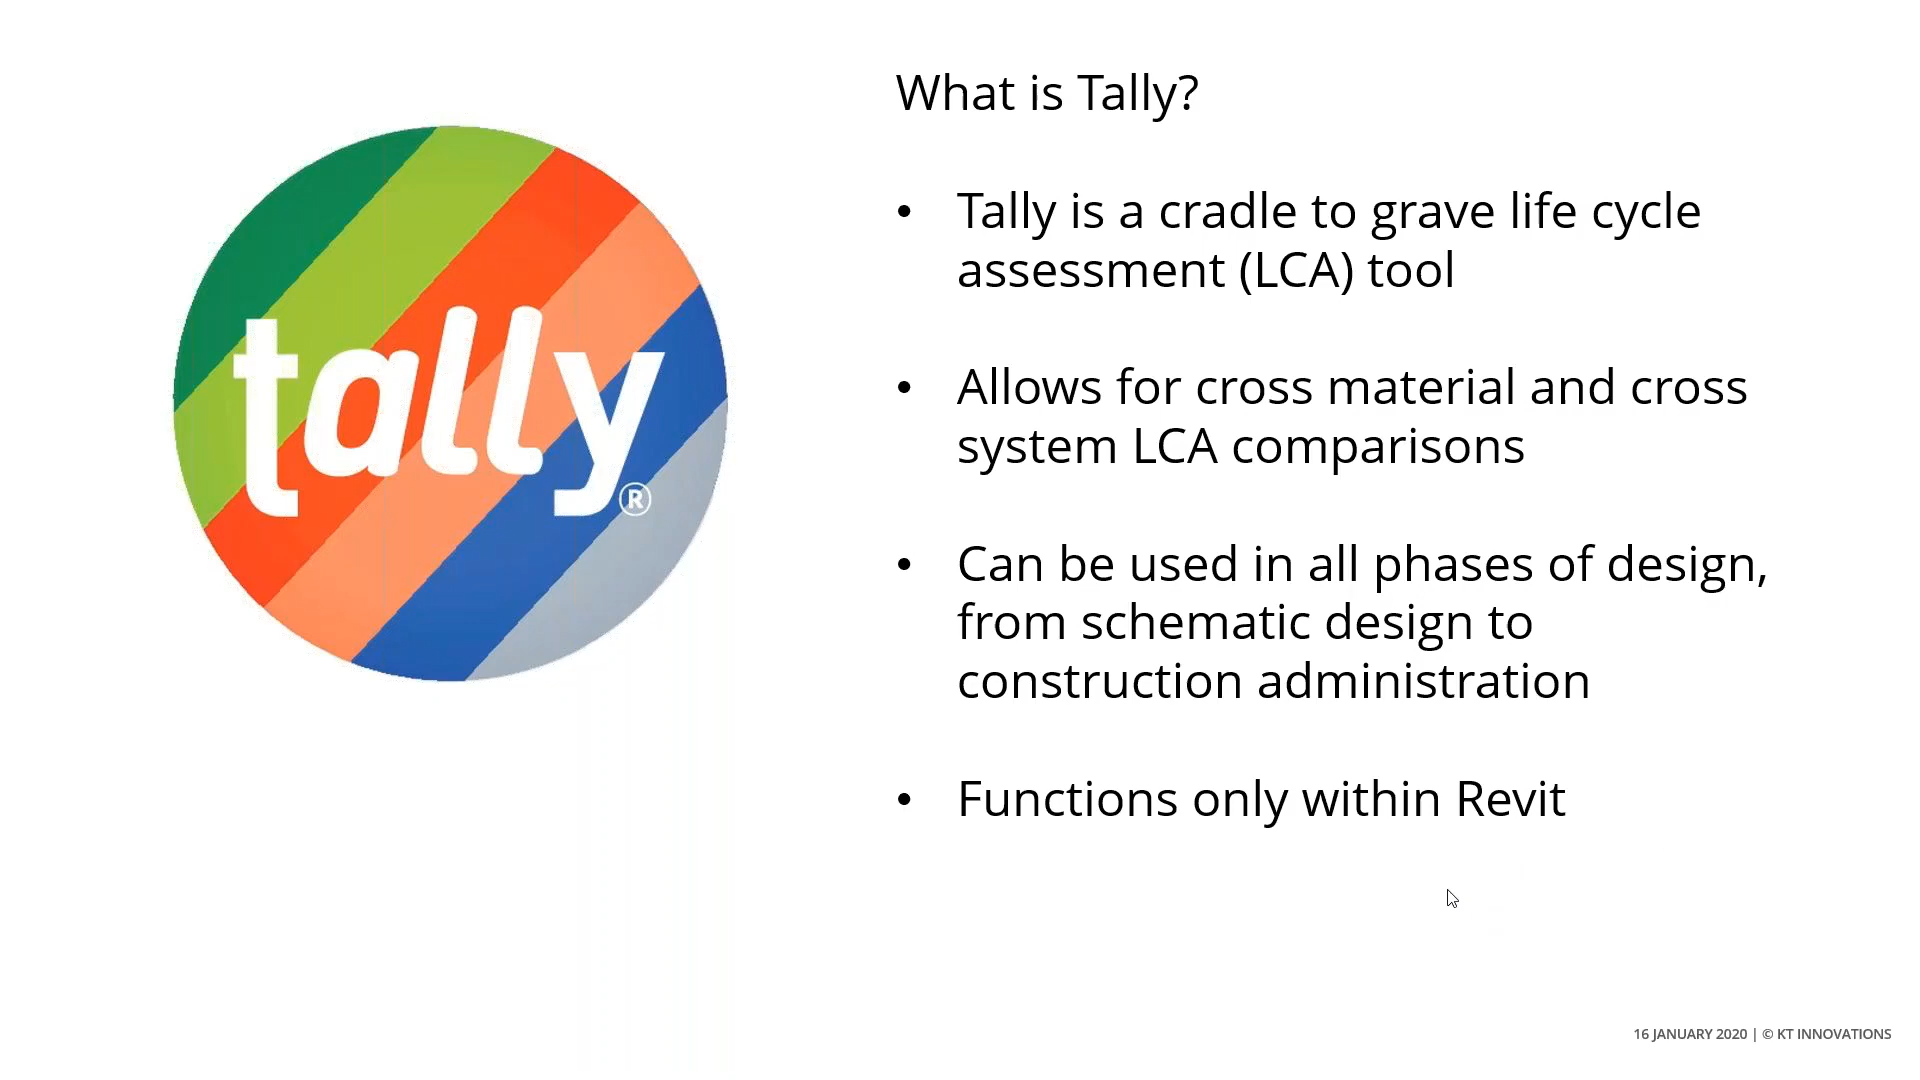 What is Tally?
tally®
• Tally is a cradle to grave life cycle
assessment (LCA) tool
• Allows for cross material and cross
system LCA comparisons
• Can be used in all phases of design,
from schematic design to
construction administration
• Functions only within Revit
16 JANUARY 2020 | © KT INNOVATIONS